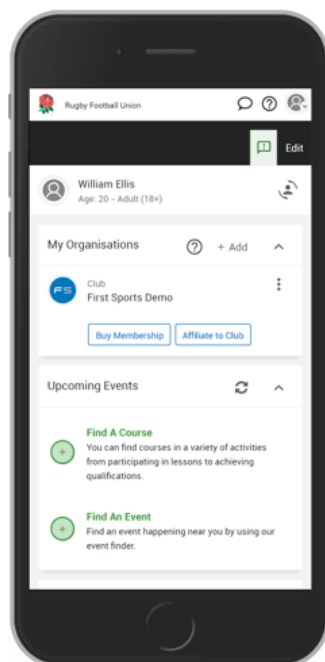 Rugby Football Union
Edit
William Ellis
Age: 20 - Adult (18+)
My Organisations
+ Add
FS
Club
First Sports Demo
Buy Membership
Affiliate to Club
Upcoming Events
Find A Course
You can find courses in a variety of activities
from participating in lessons to achieving
qualifications.
Find An Event
Find an event happening near you by using our
event finder.